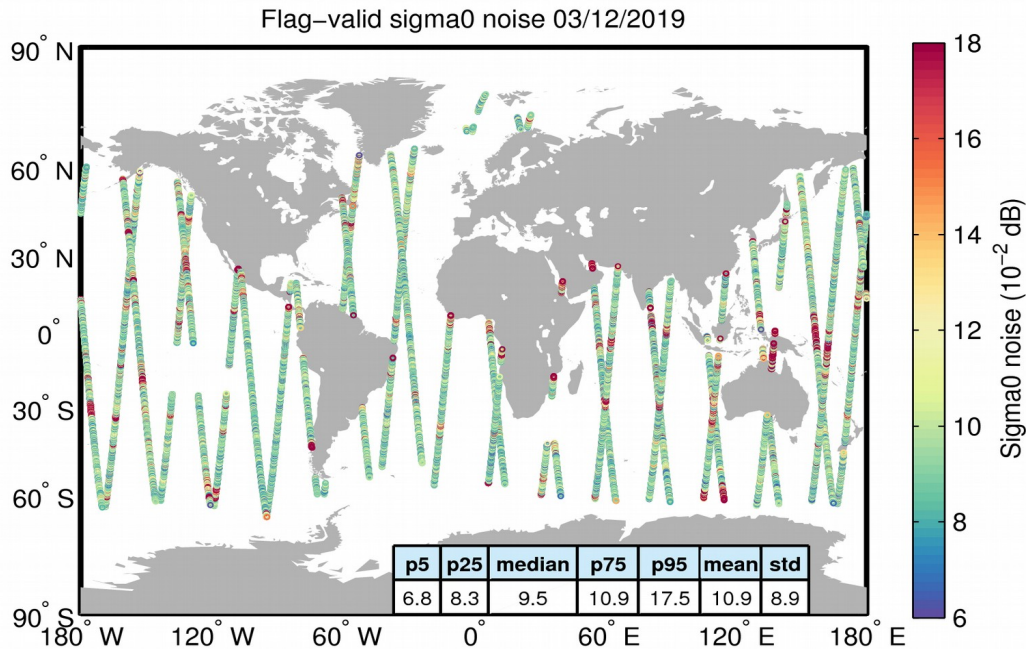 Flag−valid sigma0 noise 03/12/2019
90° N
60° N
30° N
0°
30° S
60° S
90° S
180° W
120° W
60° W
0°
60° E
120° E
180° E
p5 p25 median p75 p95 mean std
6.8 8.3 9.5 10.9 17.5 10.9 8.9
18
16
14
12
10
8
6
Sigma0 noise (10⁻² dB)